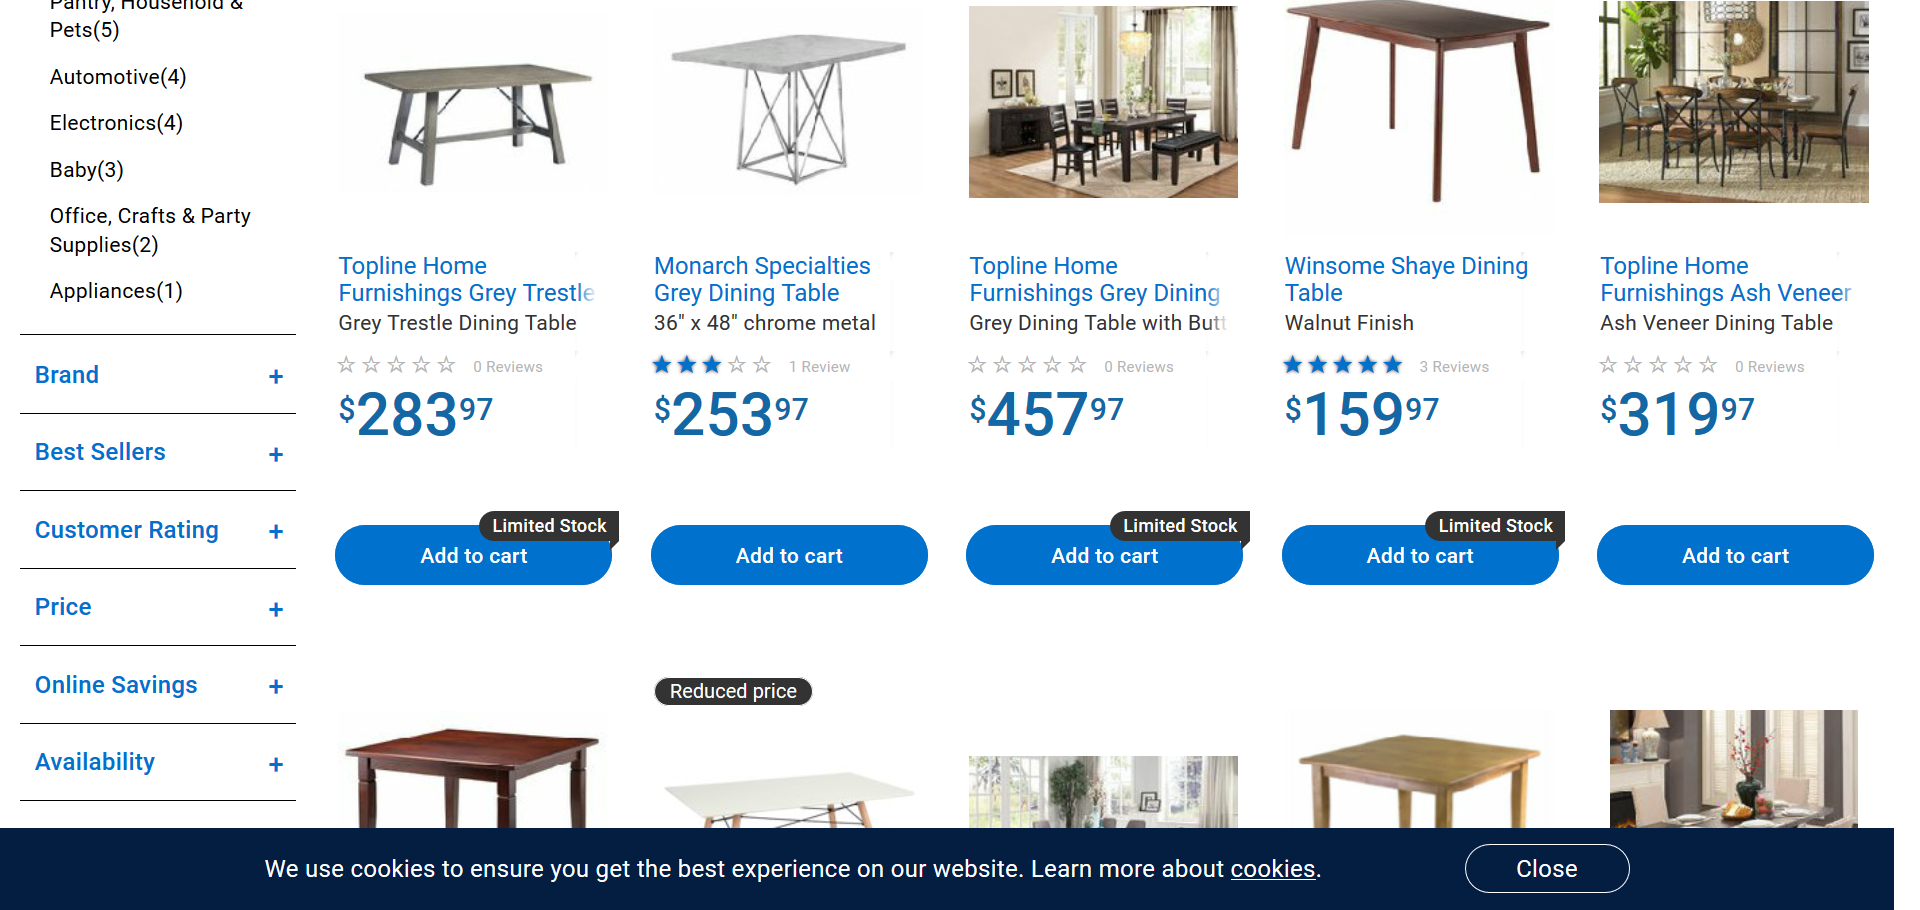 Pantry, Household &
Pets(5)
Automotive(4)
Electronics(4)
Baby(3)
Office, Crafts & Party
Supplies(2)
Appliances(1)
Brand +
Best Sellers +
Customer Rating +
Price +
Online Savings +
Availability +
Topline Home
Furnishings Grey Trestle
Grey Trestle Dining Table
0 Reviews
$283 97
Limited Stock
Add to cart
Monarch Specialties
Grey Dining Table
36" x 48" chrome metal
1 Review
$253 97
Add to cart
Topline Home
Furnishings Grey Dining
Grey Dining Table with Butt
0 Reviews
$457 97
Limited Stock
Add to cart
Winsome Shaye Dining
Table
Walnut Finish
3 Reviews
$159 97
Limited Stock
Add to cart
Topline Home
Furnishings Ash Veneer
Ash Veneer Dining Table
0 Reviews
$319 97
Add to cart
Reduced price
We use cookies to ensure you get the best experience on our website. Learn more about cookies.
Close